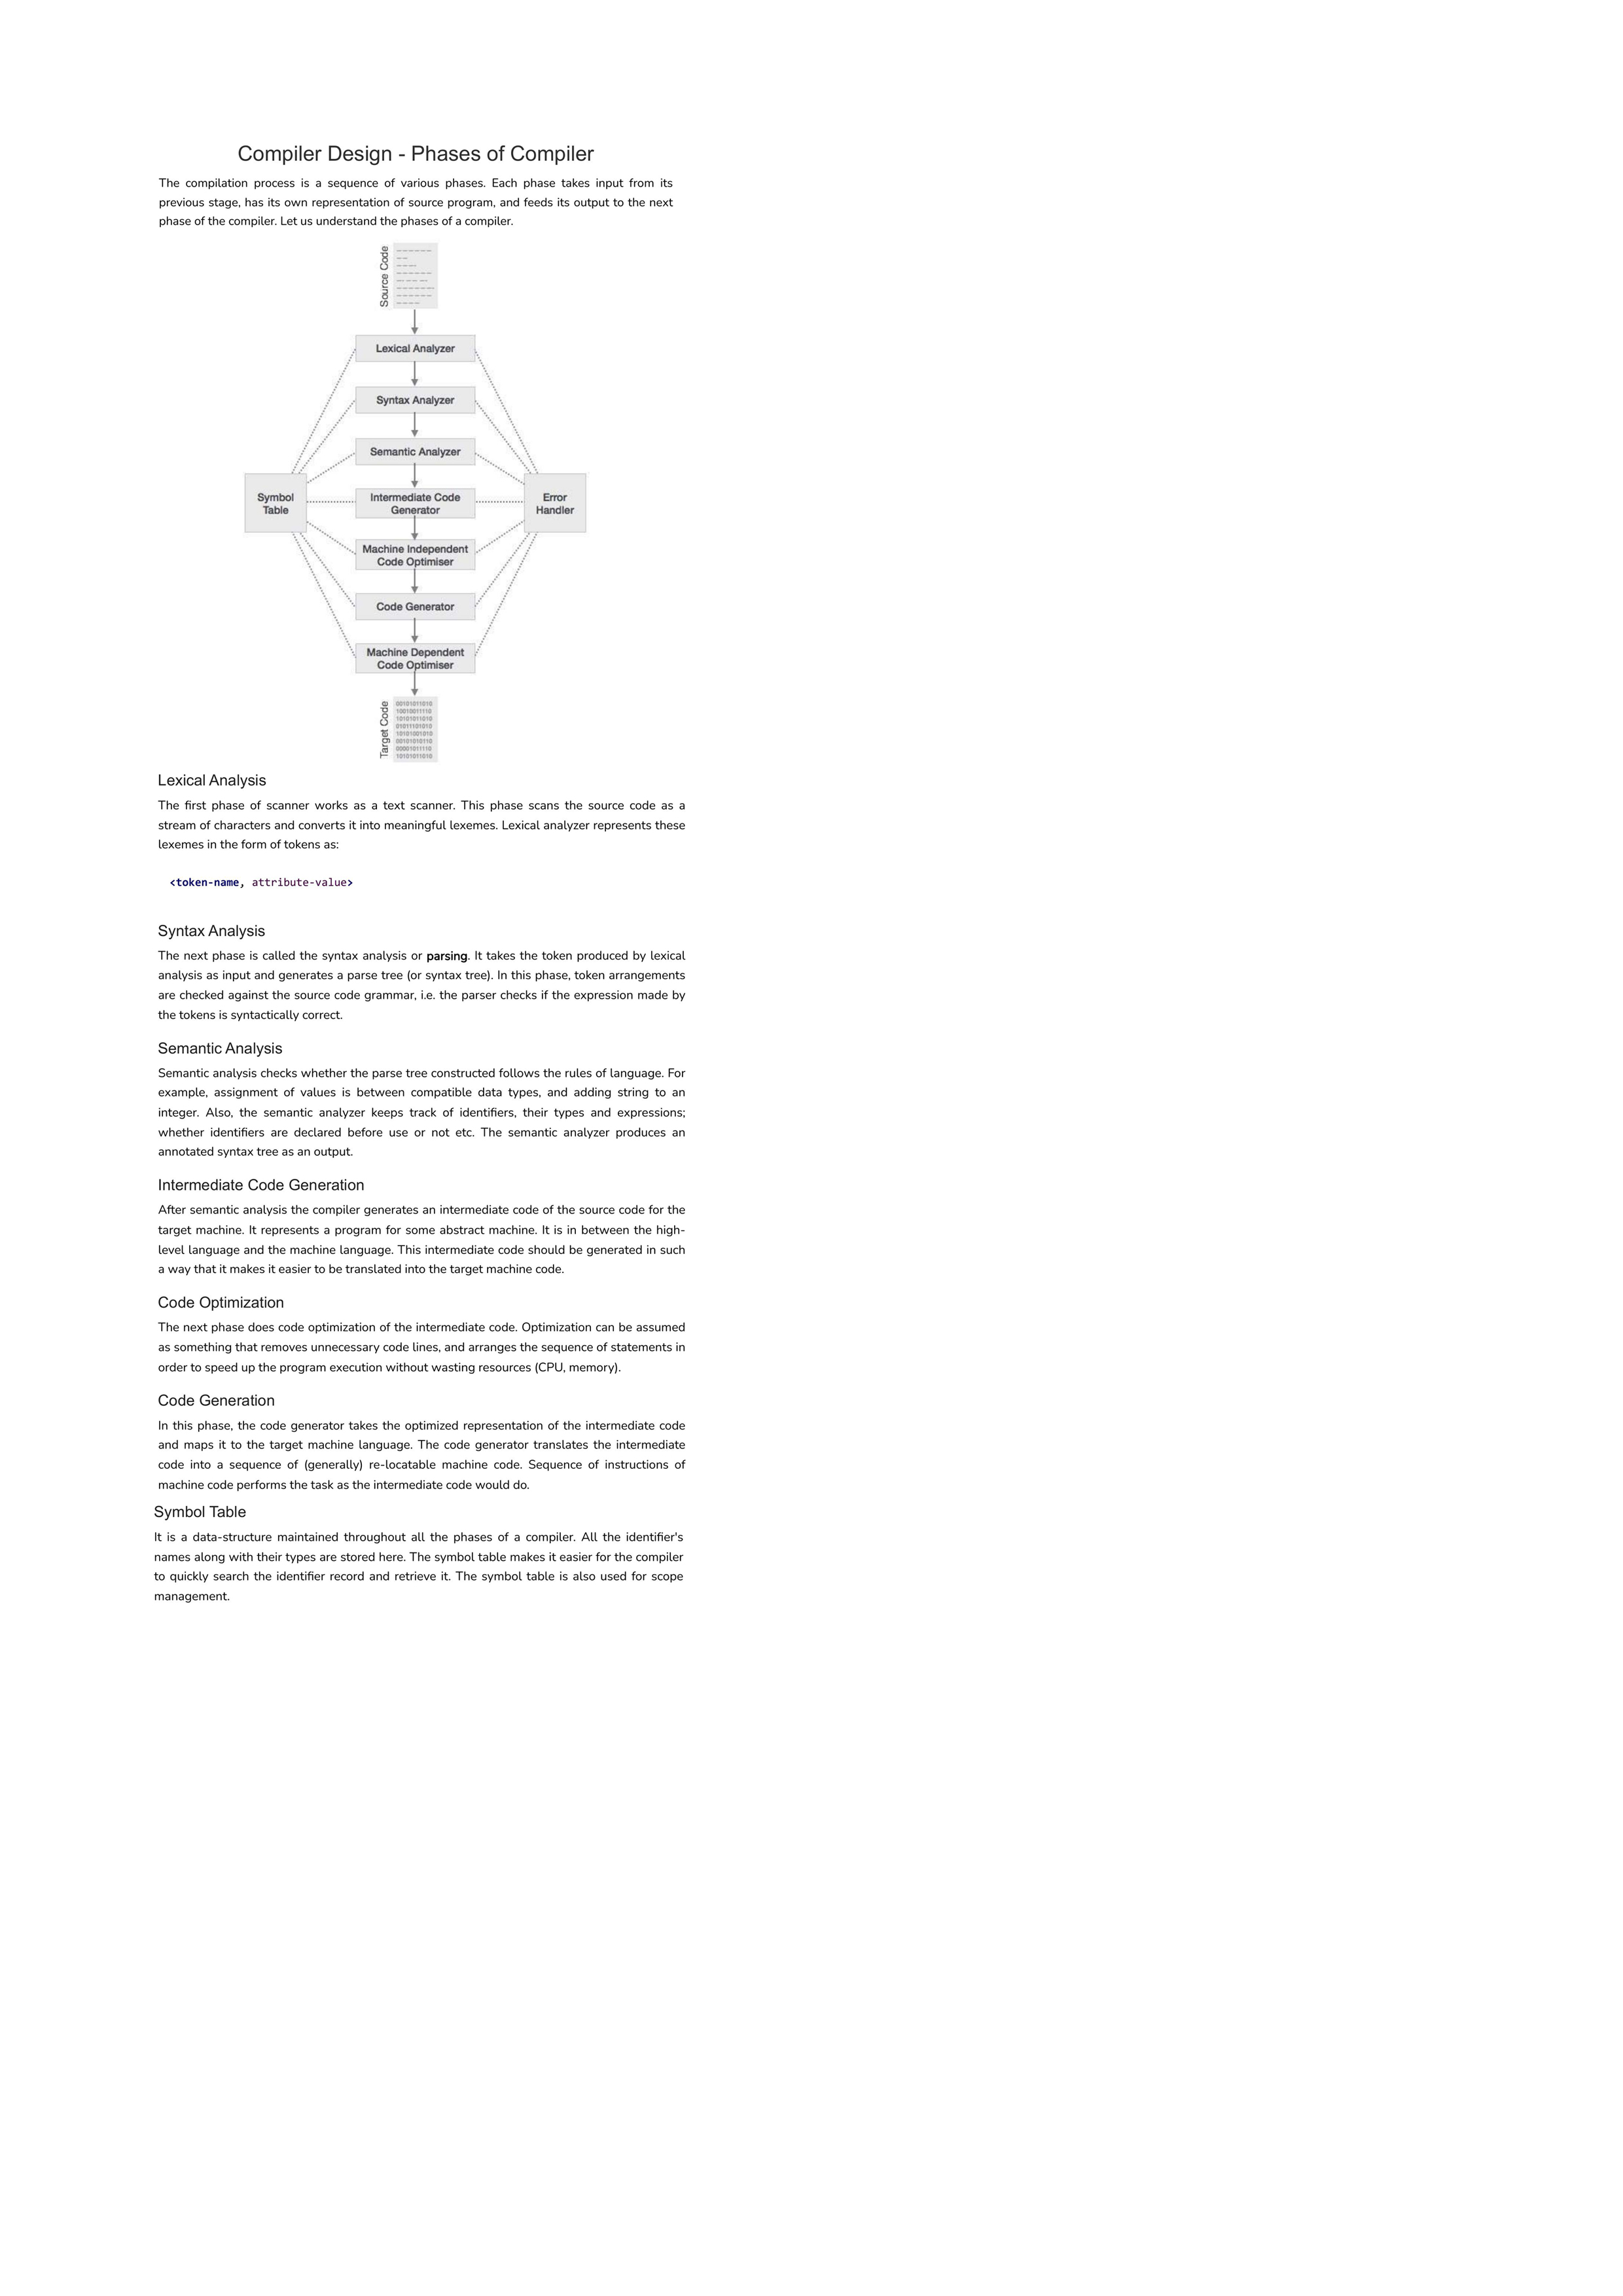 Compiler Design - Phases of Compiler
The compilation process is a sequence of various phases. Each phase takes input from its
previous stage, has its own representation of source program, and feeds its output to the next
phase of the compiler. Let us understand the phases of a compiler.
Source Code
Lexical Analyzer
Syntax Analyzer
Semantic Analyzer
Symbol
Table
Intermediate Code
Generator
Error
Handler
Machine Independent
Code Optimiser
Code Generator
Machine Dependent
Code Optimiser
Target Code
00101011010
10010011110
10101011010
01011101010
10101001010
00101010110
00001011110
10101011010
Lexical Analysis
The first phase of scanner works as a text scanner. This phase scans the source code as a
stream of characters and converts it into meaningful lexemes. Lexical analyzer represents these
lexemes in the form of tokens as:
<token-name, attribute-value>
Syntax Analysis
The next phase is called the syntax analysis or parsing. It takes the token produced by lexical
analysis as input and generates a parse tree (or syntax tree). In this phase, token arrangements
are checked against the source code grammar, i.e. the parser checks if the expression made by
the tokens is syntactically correct.
Semantic Analysis
Semantic analysis checks whether the parse tree constructed follows the rules of language. For
example, assignment of values is between compatible data types, and adding string to an
integer. Also, the semantic analyzer keeps track of identifiers, their types and expressions;
whether identifiers are declared before use or not etc. The semantic analyzer produces an
annotated syntax tree as an output.
Intermediate Code Generation
After semantic analysis the compiler generates an intermediate code of the source code for the
target machine. It represents a program for some abstract machine. It is in between the high-
level language and the machine language. This intermediate code should be generated in such
a way that it makes it easier to be translated into the target machine code.
Code Optimization
The next phase does code optimization of the intermediate code. Optimization can be assumed
as something that removes unnecessary code lines, and arranges the sequence of statements in
order to speed up the program execution without wasting resources (CPU, memory).
Code Generation
In this phase, the code generator takes the optimized representation of the intermediate code
and maps it to the target machine language. The code generator translates the intermediate
code into a sequence of (generally) re-locatable machine code. Sequence of instructions of
machine code performs the task as the intermediate code would do.
Symbol Table
It is a data-structure maintained throughout all the phases of a compiler. All the identifier's
names along with their types are stored here. The symbol table makes it easier for the compiler
to quickly search the identifier record and retrieve it. The symbol table is also used for scope
management.